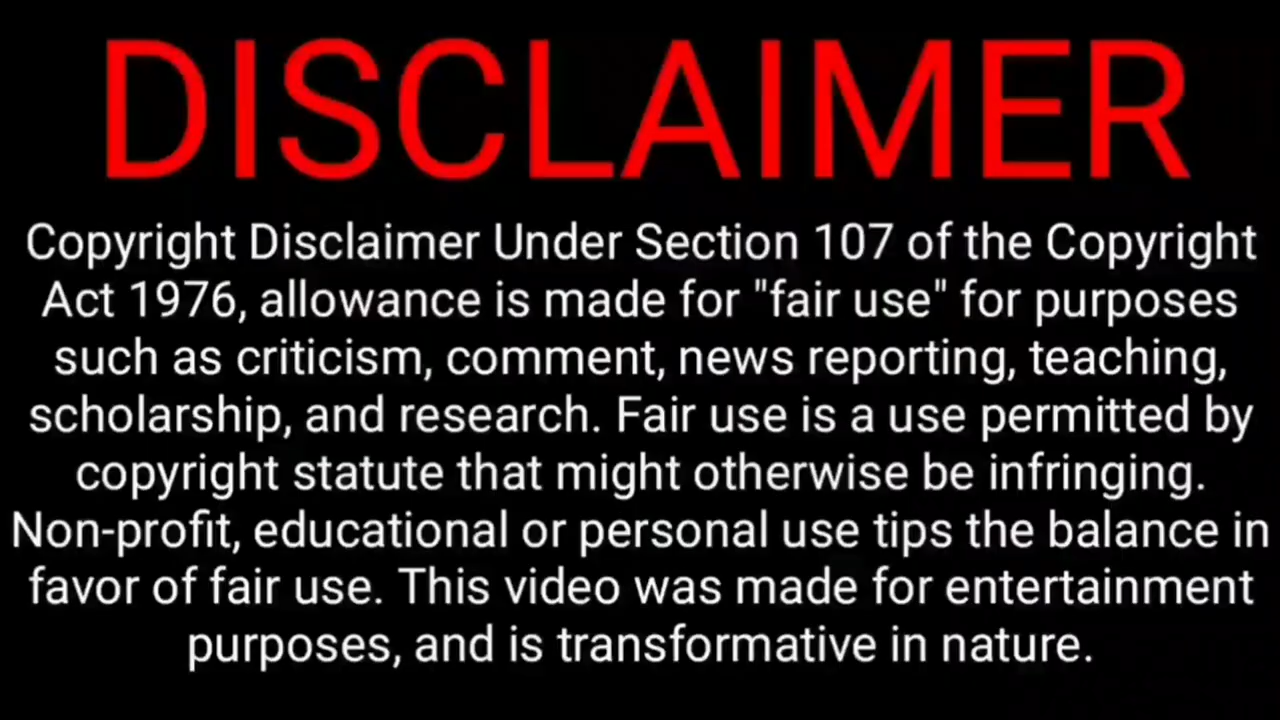 DISCLAIMER
Copyright Disclaimer Under Section 107 of the Copyright
Act 1976, allowance is made for "fair use" for purposes
such as criticism, comment, news reporting, teaching,
scholarship, and research. Fair use is a use permitted by
copyright statute that might otherwise be infringing.
Non-profit, educational or personal use tips the balance in
favor of fair use. This video was made for entertainment
purposes, and is transformative in nature.